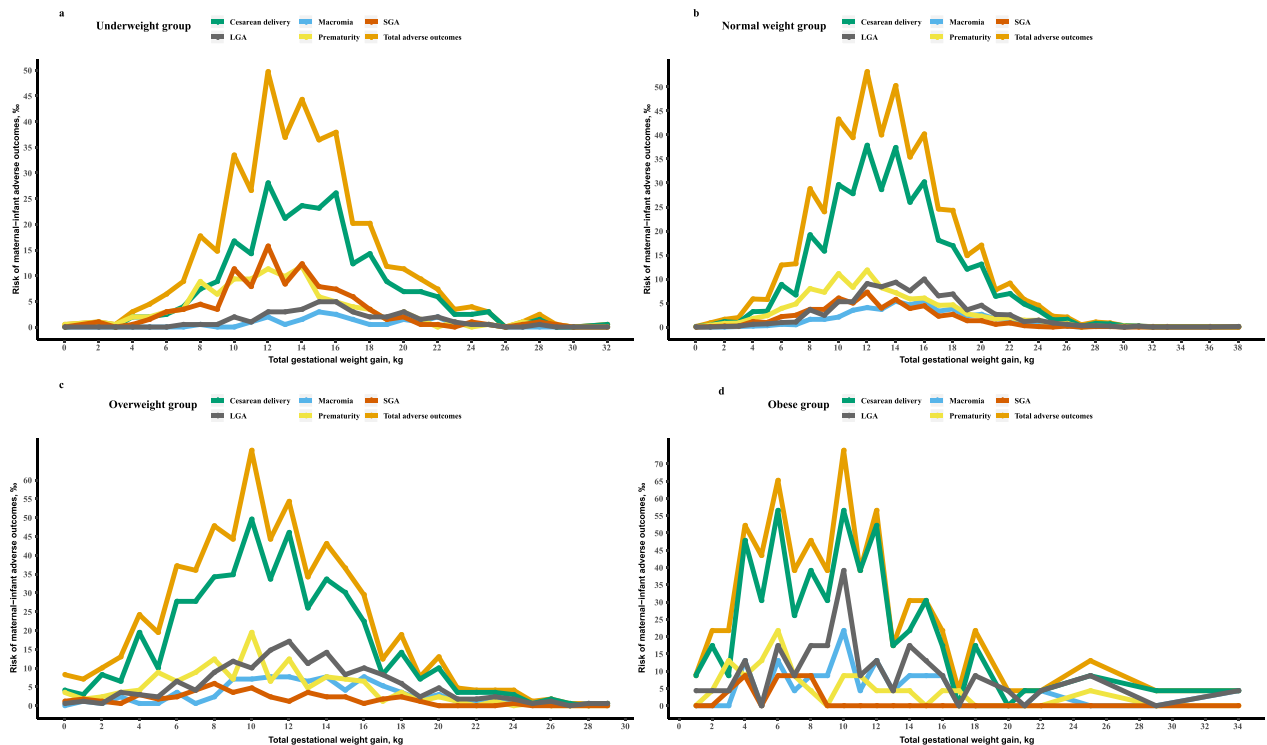 a
Underweight group
Cesarean delivery Macromia SGA
LGA Prematurity Total adverse outcomes
Risk of maternal−infant adverse outcomes, ‰
50
45
40
35
30
25
20
15
10
5
0
0 2 4 6 8 10 12 14 16 18 20 22 24 26 28 30 32
Total gestational weight gain, kg
b
Normal weight group
Cesarean delivery Macromia SGA
LGA Prematurity Total adverse outcomes
Risk of maternal−infant adverse outcomes, ‰
50
45
40
35
30
25
20
15
10
5
0
0 2 4 6 8 10 12 14 16 18 20 22 24 26 28 30 32 34 36 38
Total gestational weight gain, kg
c
Overweight group
Cesarean delivery Macromia SGA
LGA Prematurity Total adverse outcomes
Risk of maternal−infant adverse outcomes, ‰
60
55
50
45
40
35
30
25
20
15
10
5
0
0 2 4 6 8 10 12 14 16 18 20 22 24 26 28 30
Total gestational weight gain, kg
d
Obese group
Cesarean delivery Macromia SGA
LGA Prematurity Total adverse outcomes
Risk of maternal−infant adverse outcomes, ‰
70
65
60
55
50
45
40
35
30
25
20
15
10
5
0
0 2 4 6 8 10 12 14 16 18 20 22 24 26 28 30 32 34
Total gestational weight gain, kg